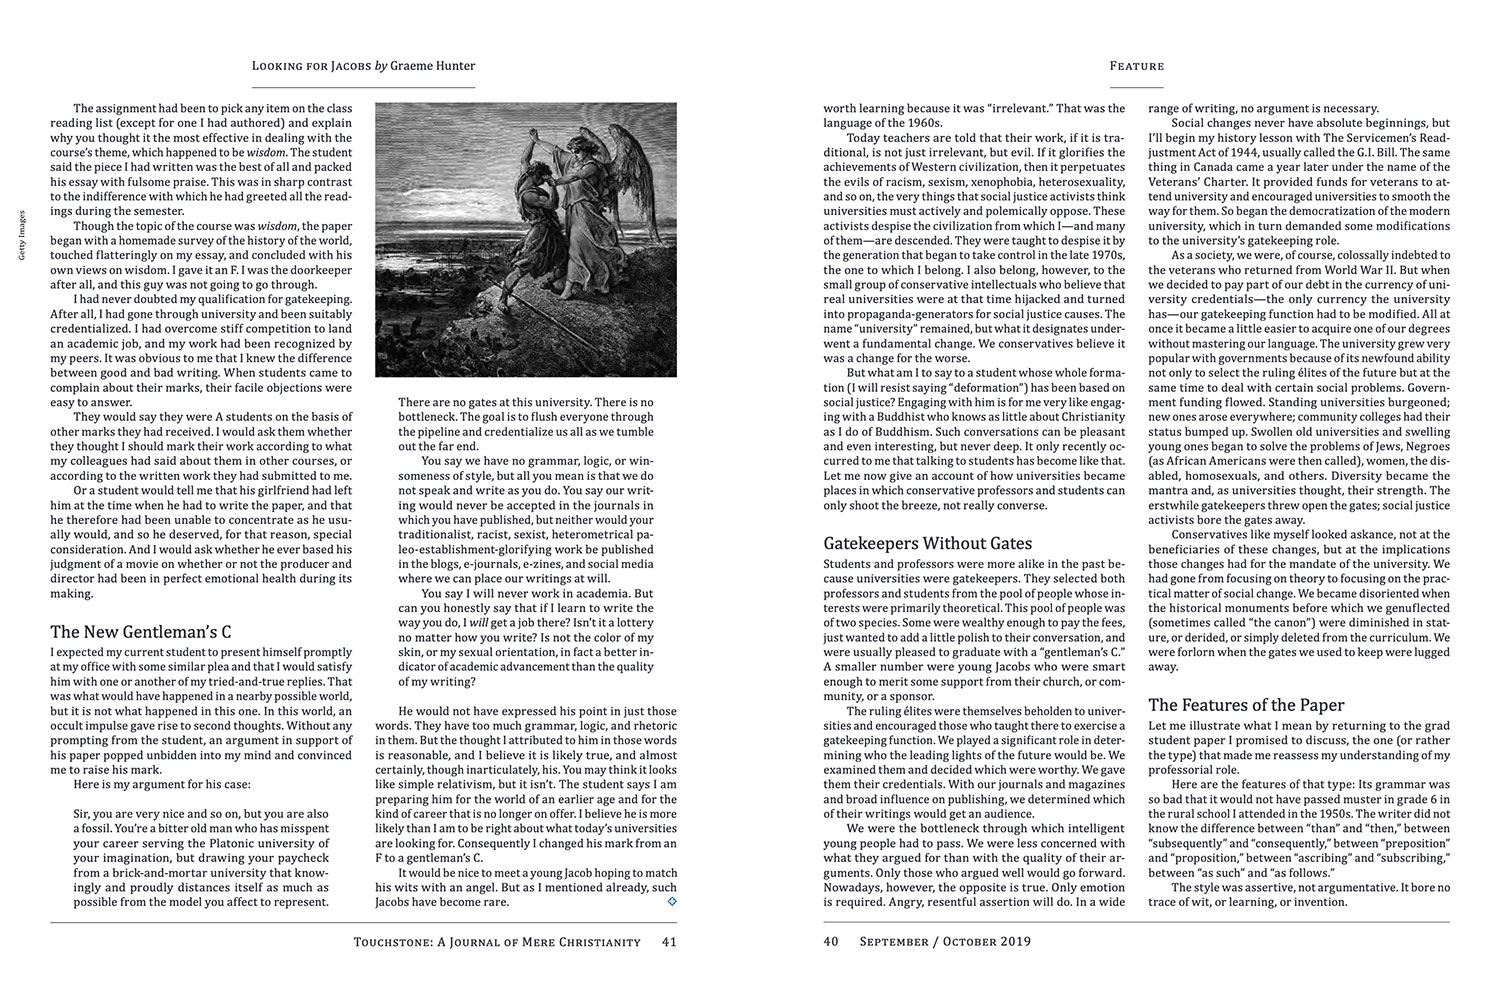 Looking for Jacobs by Graeme Hunter
The assignment had been to pick any item on the class
reading list (except for one I had authored) and explain
why you thought it the most effective in dealing with the
course's theme, which happened to be wisdom. The student
said the piece I had written was the best of all and packed
his essay with fulsome praise. This was in sharp contrast
to the indifference with which he had greeted all the read-
ings during the semester.
Though the topic of the course was wisdom, the paper
began with a homemade survey of the history of the world,
touched flatteringly on my essay, and concluded with his
own views on wisdom. I gave it an F. I was the doorkeeper
after all, and this guy was not going to go through.
I had never doubted my qualification for gatekeeping.
After all, I had gone through university and been suitably
credentialized. I had overcome stiff competition to land
an academic job, and my work had been recognized by
my peers. It was obvious to me that I knew the difference
between good and bad writing. When students came to
complain about their marks, their facile objections were
easy to answer.
They would say they were A students on the basis of
other marks they had received. I would ask them whether
they thought I should mark their work according to what
my colleagues had said about them in other courses, or
according to the written work they had submitted to me.
Or a student would tell me that his girlfriend had left
him at the time when he had to write the paper, and that
he therefore had been unable to concentrate as he usu-
ally would, and so he deserved, for that reason, special
consideration. And I would ask whether he ever based his
judgment of a movie on whether or not the producer and
director had been in perfect emotional health during its
making.
The New Gentleman's C
I expected my current student to present himself promptly
at my office with some similar plea and that I would satisfy
him with one or another of my tried-and-true replies. That
was what would have happened in a nearby possible world,
but it is not what happened in this one. In this world, an
occult impulse gave rise to second thoughts. Without any
prompting from the student, an argument in support of
his paper popped unbidden into my mind and convinced
me to raise his mark.
Here is my argument for his case:
Sir, you are very nice and so on, but you are also
a fossil. You're a bitter old man who has misspent
your career serving the Platonic university of
your imagination, but drawing your paycheck
from a brick-and-mortar university that know-
ingly and proudly distances itself as much as
possible from the model you affect to represent.
Getty Images
There are no gates at this university. There is no
bottleneck. The goal is to flush everyone through
the pipeline and credentialize us all as we tumble
out the far end.
You say we have no grammar, logic, or win-
someness of style, but all you mean is that we do
not speak and write as you do. You say our writ-
ing would never be accepted in the journals in
which you have published, but neither would your
traditionalist, racist, sexist, heterometrical pa-
leo-establishment-glorifying work be published
in the blogs, e-journals, e-zines, and social media
where we can place our writings at will.
You say I will never work in academia. But
can you honestly say that if I learn to write the
way you do, I will get a job there? Isn't it a lottery
no matter how you write? Is not the color of my
skin, or my sexual orientation, in fact a better in-
dicator of academic advancement than the quality
of my writing?
He would not have expressed his point in just those
words. They have too much grammar, logic, and rhetoric
in them. But the thought I attributed to him in those words
is reasonable, and I believe it is likely true, and almost
certainly, though inarticulately, his. You may think it looks
like simple relativism, but it isn't. The student says I am
preparing him for the world of an earlier age and for the
kind of career that is no longer on offer. I believe he is more
likely than I am to be right about what today's universities
are looking for. Consequently I changed his mark from an
F to a gentleman's C.
It would be nice to meet a young Jacob hoping to match
his wits with an angel. But as I mentioned already, such
Jacobs have become rare.
Touchstone: A Journal of Mere Christianity 41
Feature
worth learning because it was "irrelevant." That was the
language of the 1960s.
Today teachers are told that their work, if it is tra-
ditional, is not just irrelevant, but evil. If it glorifies the
achievements of Western civilization, then it perpetuates
the evils of racism, sexism, xenophobia, heterosexuality,
and so on, the very things that social justice activists think
universities must actively and polemically oppose. These
activists despise the civilization from which I—and many
of them—are descended. They were taught to despise it by
the generation that began to take control in the late 1970s,
the one to which I belong. I also belong, however, to the
small group of conservative intellectuals who believe that
real universities were at that time hijacked and turned
into propaganda-generators for social justice causes. The
name "university" remained, but what it designates under-
went a fundamental change. We conservatives believe it
was a change for the worse.
But what am I to say to a student whose whole forma-
tion (I will resist saying "deformation") has been based on
social justice? Engaging with him is for me very like engag-
ing with a Buddhist who knows as little about Christianity
as I do of Buddhism. Such conversations can be pleasant
and even interesting, but never deep. It only recently oc-
curred to me that talking to students has become like that.
Let me now give an account of how universities became
places in which conservative professors and students can
only shoot the breeze, not really converse.
Gatekeepers Without Gates
Students and professors were more alike in the past be-
cause universities were gatekeepers. They selected both
professors and students from the pool of people whose in-
terests were primarily theoretical. This pool of people was
of two species. Some were wealthy enough to pay the fees,
just wanted to add a little polish to their conversation, and
were usually pleased to graduate with a "gentleman's C."
A smaller number were young Jacobs who were smart
enough to merit some support from their church, or com-
munity, or a sponsor.
The ruling élites were themselves beholden to univer-
sities and encouraged those who taught there to exercise a
gatekeeping function. We played a significant role in deter-
mining who the leading lights of the future would be. We
examined them and decided which were worthy. We gave
them their credentials. With our journals and magazines
and broad influence on publishing, we determined which
of their writings would get an audience.
We were the bottleneck through which intelligent
young people had to pass. We were less concerned with
what they argued for than with the quality of their ar-
guments. Only those who argued well would go forward.
Nowadays, however, the opposite is true. Only emotion
is required. Angry, resentful assertion will do. In a wide
range of writing, no argument is necessary.
Social changes never have absolute beginnings, but
I'll begin my history lesson with The Servicemen's Read-
justment Act of 1944, usually called the G.I. Bill. The same
thing in Canada came a year later under the name of the
Veterans' Charter. It provided funds for veterans to at-
tend university and encouraged universities to smooth the
way for them. So began the democratization of the modern
university, which in turn demanded some modifications
to the university's gatekeeping role.
As a society, we were, of course, colossally indebted to
the veterans who returned from World War II. But when
we decided to pay part of our debt in the currency of uni-
versity credentials—the only currency the university
has—our gatekeeping function had to be modified. All at
once it became a little easier to acquire one of our degrees
without mastering our language. The university grew very
popular with governments because of its newfound ability
not only to select the ruling élites of the future but at the
same time to deal with certain social problems. Govern-
ment funding flowed. Standing universities burgeoned;
new ones arose everywhere; community colleges had their
status bumped up. Swollen old universities and swelling
young ones began to solve the problems of Jews, Negroes
(as African Americans were then called), women, the dis-
abled, homosexuals, and others. Diversity became the
mantra and, as universities thought, their strength. The
erstwhile gatekeepers threw open the gates; social justice
activists bore the gates away.
Conservatives like myself looked askance, not at the
beneficiaries of these changes, but at the implications
those changes had for the mandate of the university. We
had gone from focusing on theory to focusing on the prac-
tical matter of social change. We became disoriented when
the historical monuments before which we genuflected
(sometimes called "the canon") were diminished in stat-
ure, or derided, or simply deleted from the curriculum. We
were forlorn when the gates we used to keep were lugged
away.
The Features of the Paper
Let me illustrate what I mean by returning to the grad
student paper I promised to discuss, the one (or rather
the type) that made me reassess my understanding of my
professorial role.
Here are the features of that type: Its grammar was
so bad that it would not have passed muster in grade 6 in
the rural school I attended in the 1950s. The writer did not
know the difference between "than" and "then," between
"subsequently" and "consequently," between "preposition"
and "proposition," between "ascribing" and "subscribing,"
between "as such" and "as follows."
The style was assertive, not argumentative. It bore no
trace of wit, or learning, or invention.
40 September / October 2019